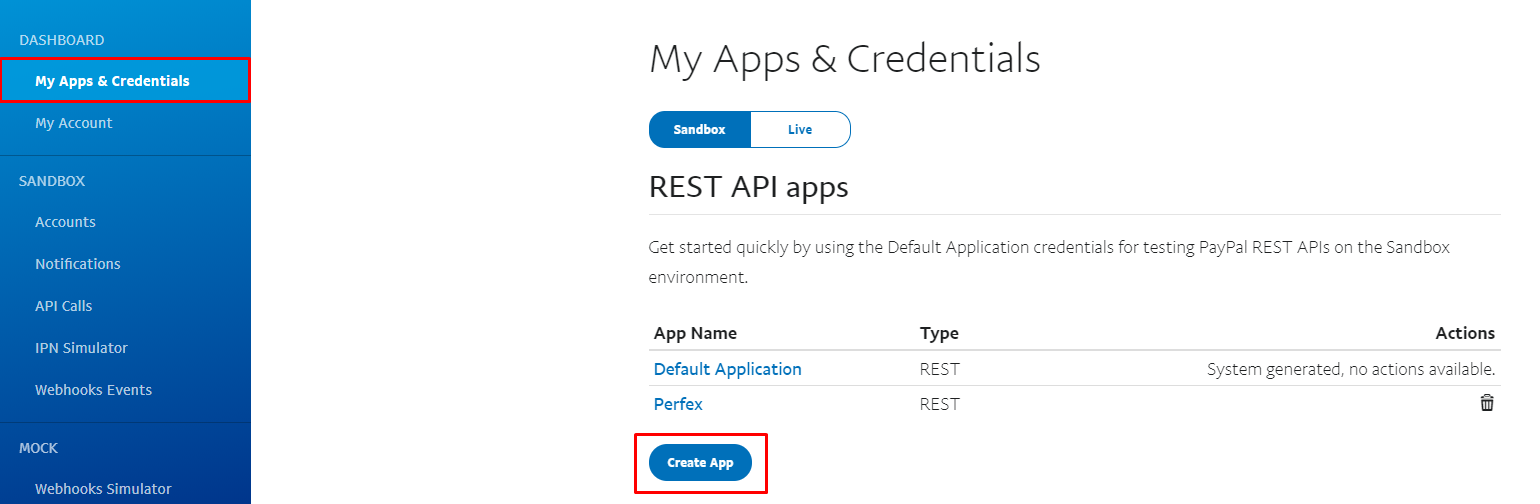 DASHBOARD
My Apps & Credentials
My Account
SANDBOX
Accounts
Notifications
API Calls
IPN Simulator
Webhooks Events
MOCK
Webhooks Simulator
My Apps & Credentials
Sandbox Live
REST API apps
Get started quickly by using the Default Application credentials for testing PayPal REST APIs on the Sandbox
environment.
App Name Type Actions
Default Application REST System generated, no actions available.
Perfex REST
Create App